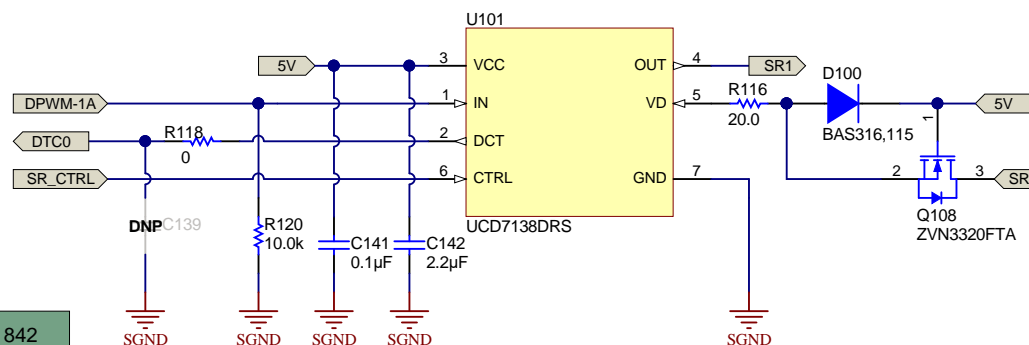 U101
5V
3
VCC
OUT
4
SR1
D100
DPWM-1A
1
IN
VD
5
R116
20.0
BAS316,115
5V
1
DTC0
R118
0
2
DCT
SR_CTRL
6
CTRL
GND
7
2
3
SR
Q108
ZVN3320FTA
UCD7138DRS
DNP
C139
R120
10.0k
C141
0.1µF
C142
2.2µF
SGND
SGND
SGND
SGND
SGND
842